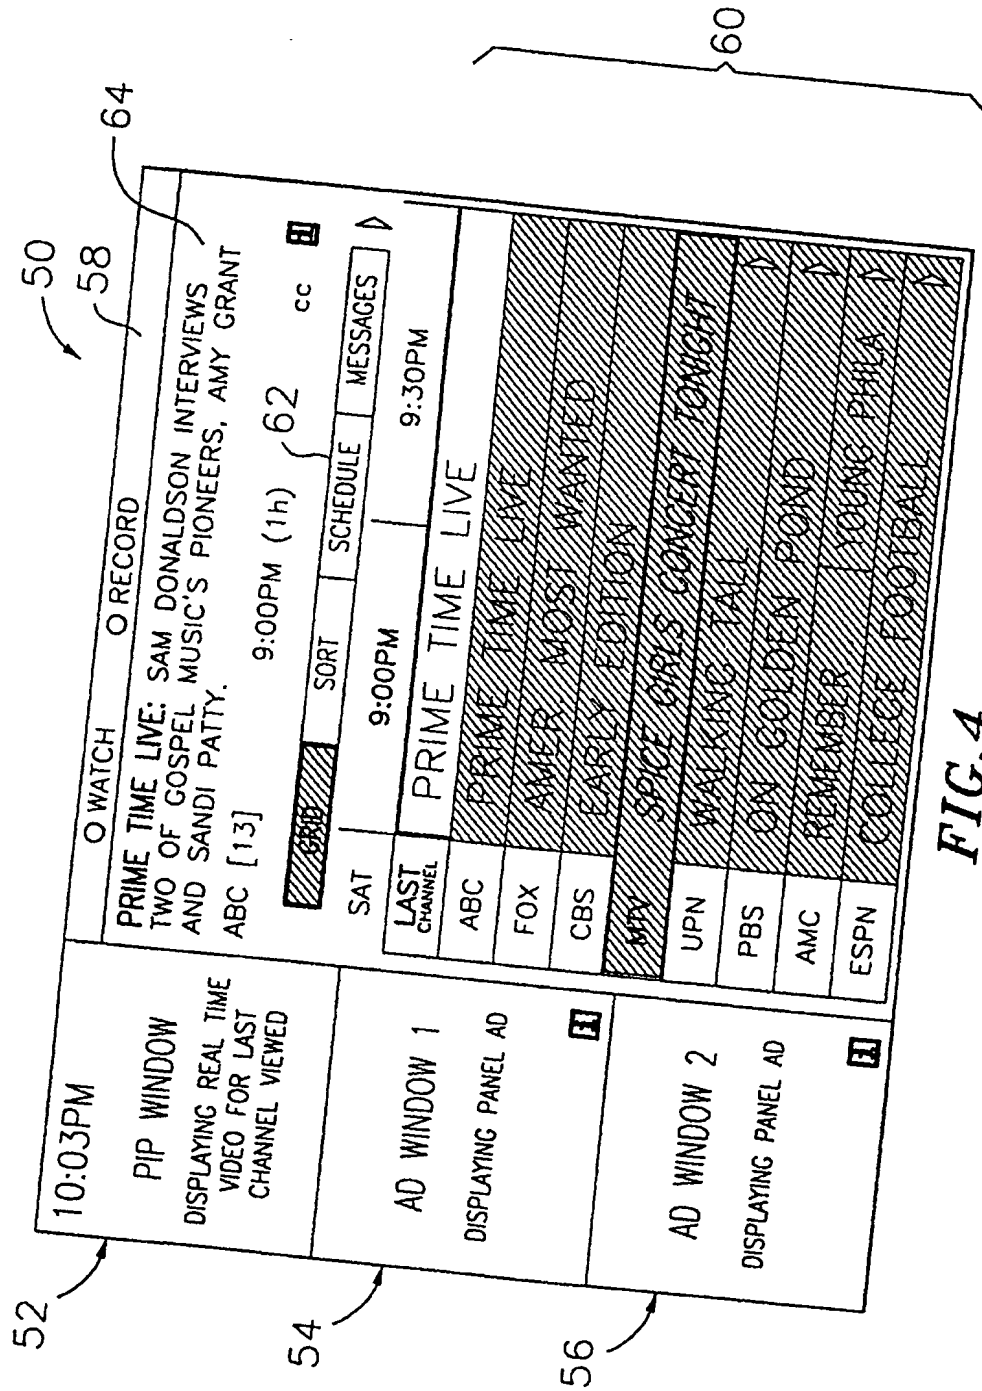 50
58
64
52
54
56
60
10:03PM
PIP WINDOW
DISPLAYING REAL TIME
VIDEO FOR LAST
CHANNEL VIEWED
AD WINDOW 1
DISPLAYING PANEL AD
i
AD WINDOW 2
DISPLAYING PANEL AD
i
WATCH RECORD
PRIME TIME LIVE: SAM DONALDSON INTERVIEWS
TWO OF GOSPEL MUSIC'S PIONEERS, AMY GRANT
AND SANDI PATTY.
ABC [13] 9:00PM (1h) cc i
62
GRID SORT SCHEDULE MESSAGES
SAT 9:00PM 9:30PM
LAST
CHANNEL
PRIME TIME LIVE
ABC PRIME TIME LIVE
FOX AMER MOST WANTED
CBS EARLY EDITION
MTV SPICE GIRLS CONCERT TONIGHT
UPN WALKING TALL
PBS ON GOLDEN POND
AMC REMEMBER YOUNG PHILA
ESPN COLLECE FOOTBALL
FIG.4